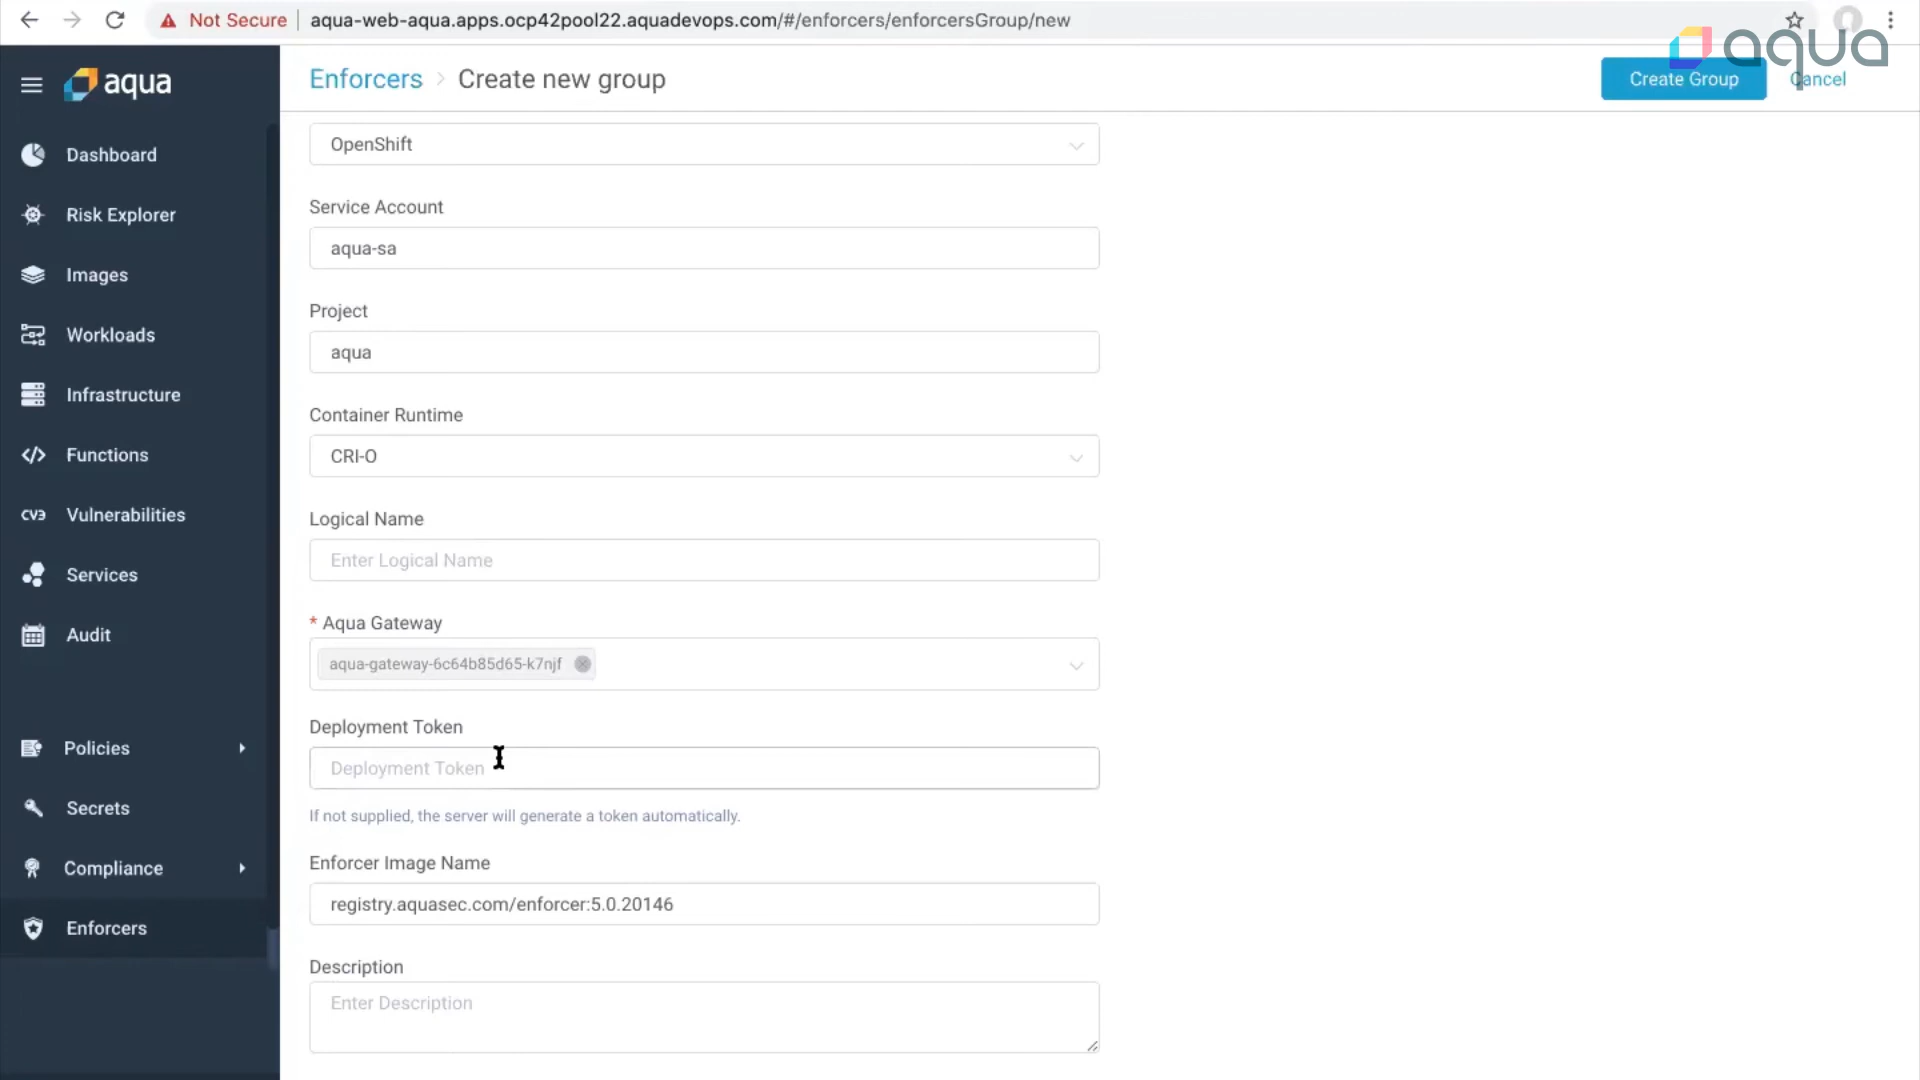 Not Secure
aqua-web-aqua.apps.ocp42pool22.aquadevops.com/#/enforcers/enforcersGroup/new
aqua
aqua
Enforcers > Create new group
Create Group
Cancel
Dashboard
Risk Explorer
Images
Workloads
Infrastructure
Functions
CVE Vulnerabilities
Services
Audit
Policies
Secrets
Compliance
Enforcers
OpenShift
Service Account
aqua-sa
Project
aqua
Container Runtime
CRI-O
Logical Name
Enter Logical Name
* Aqua Gateway
aqua-gateway-6c64b85d65-k7njf
Deployment Token
Deployment Token
If not supplied, the server will generate a token automatically.
Enforcer Image Name
registry.aquasec.com/enforcer:5.0.20146
Description
Enter Description